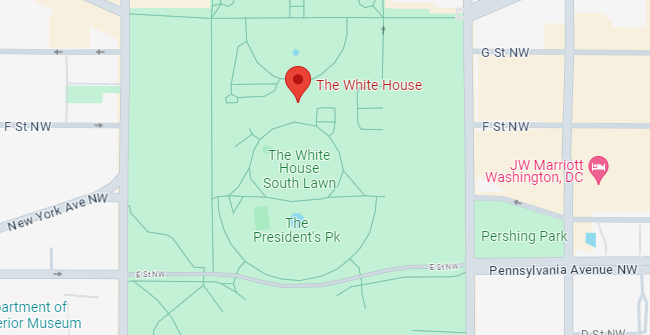 G St NW
The White House
F St NW
F St NW
The White
House
South Lawn
JW Marriott
Washington, DC
New York Ave NW
The
President's Pk
Pershing Park
E St NW
E St NW
Pennsylvania Avenue NW
partment of
erior Museum
D St NW